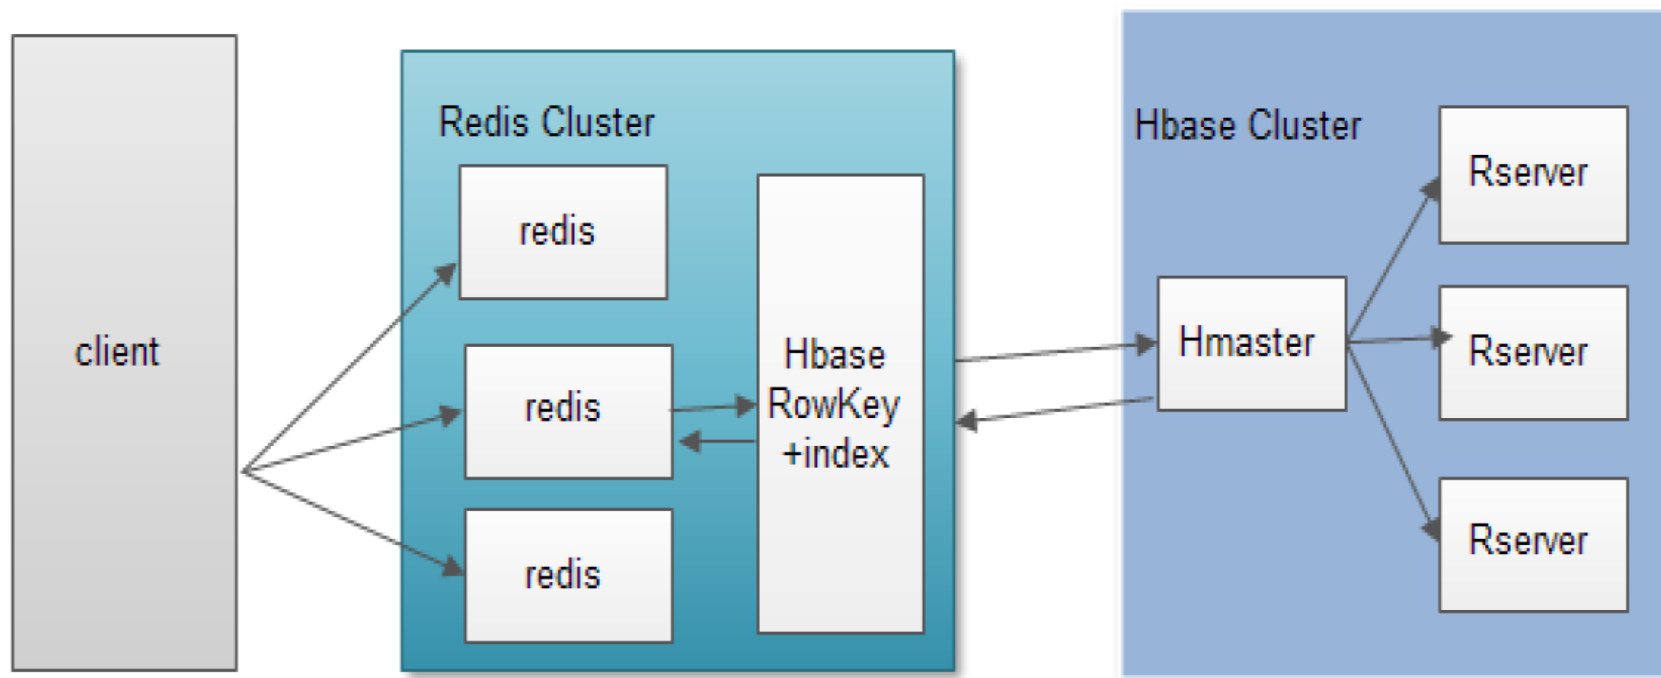 client
Redis Cluster
redis
redis
redis
Hbase
RowKey
+index
Hbase Cluster
Hmaster
Rserver
Rserver
Rserver